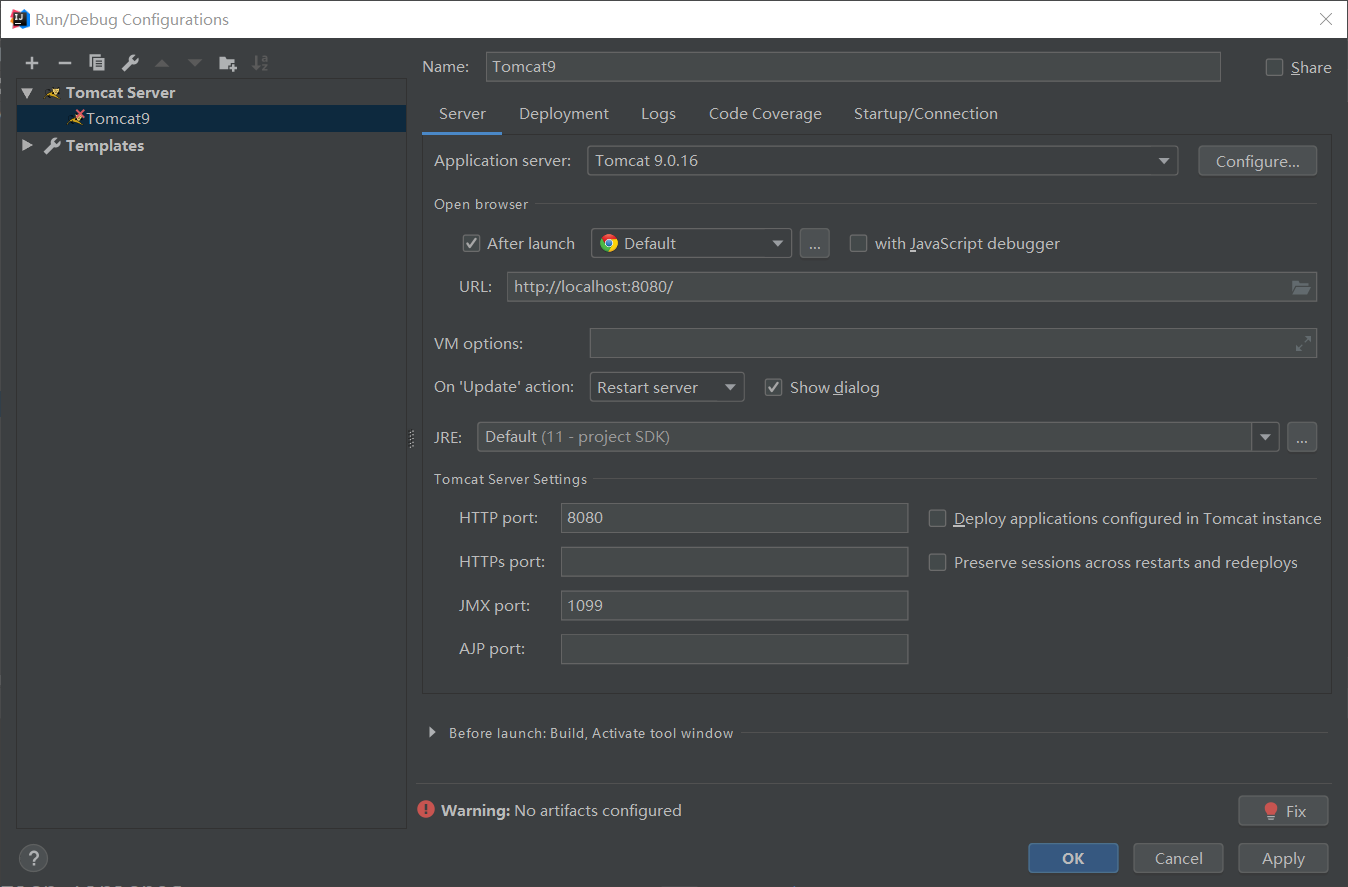 Run/Debug Configurations
Tomcat Server
Tomcat9
Templates
Name: Tomcat9 Share
Server Deployment Logs Code Coverage Startup/Connection
Application server: Tomcat 9.0.16 Configure...
Open browser
After launch Default ... with JavaScript debugger
URL: http://localhost:8080/
VM options:
On 'Update' action: Restart server Show dialog
JRE: Default (11 - project SDK) ...
Tomcat Server Settings
HTTP port: 8080 Deploy applications configured in Tomcat instance
HTTPs port: Preserve sessions across restarts and redeploys
JMX port: 1099
AJP port:
Before launch: Build, Activate tool window
Warning: No artifacts configured Fix
? OK Cancel Apply